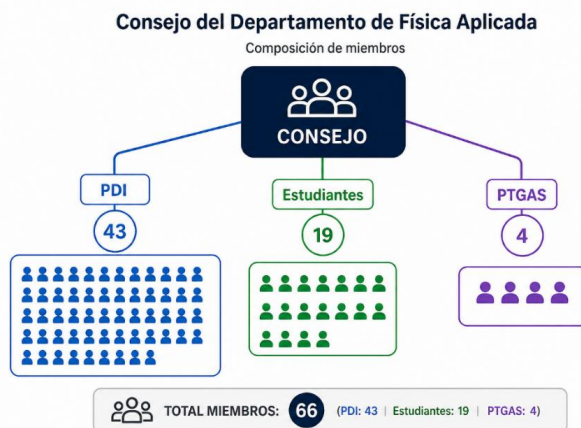 Consejo del Departamento de Física Aplicada
Composición de miembros
CONSEJO
PDI
43
Estudiantes
19
PTGAS
4
TOTAL MIEMBROS: 66 (PDI: 43 | Estudiantes: 19 | PTGAS: 4)